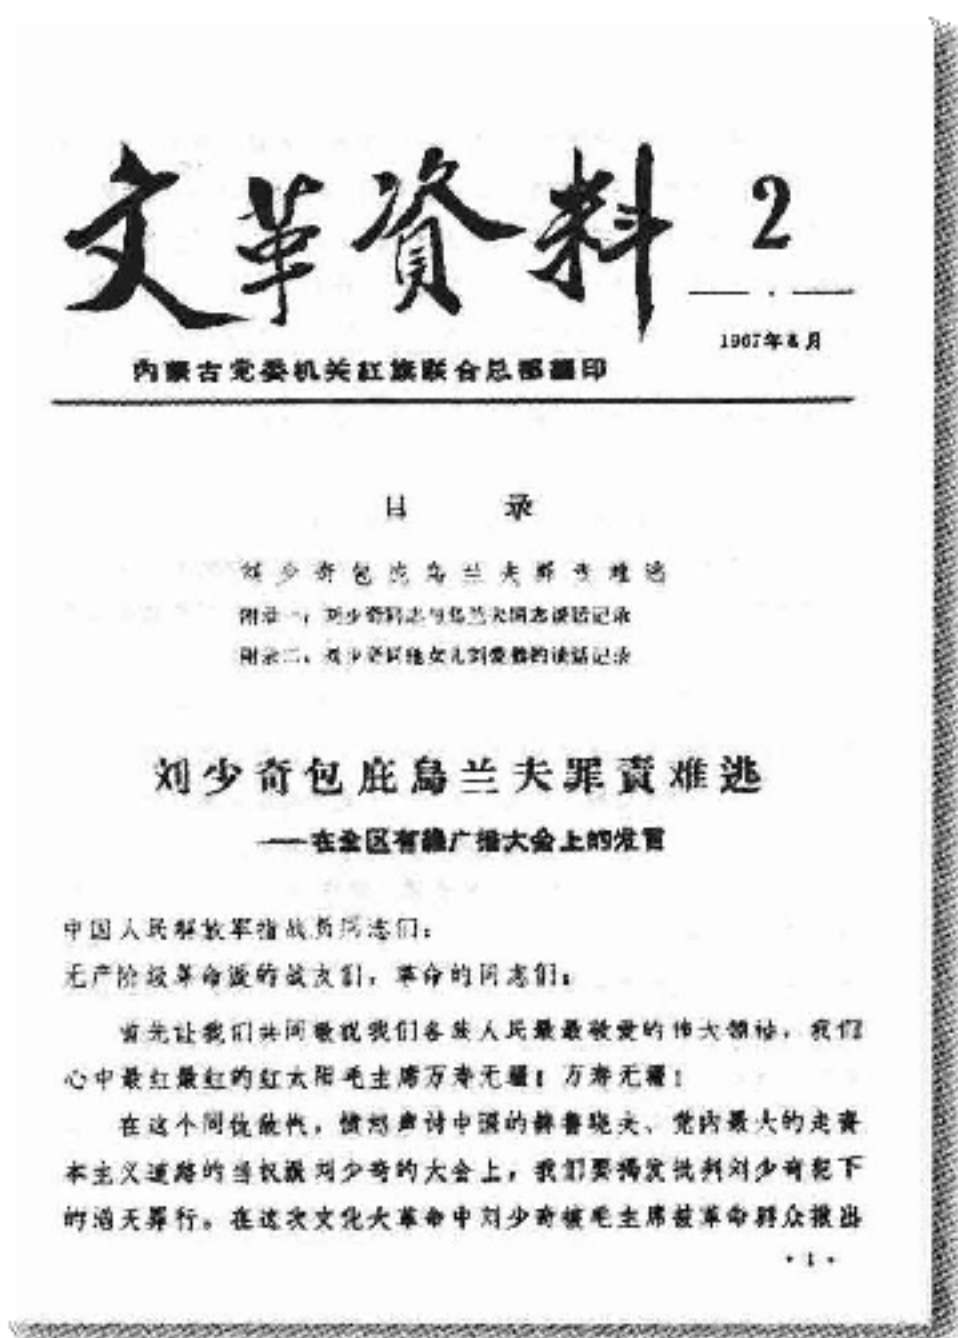 文革資料
2
1967年8月
内蒙古党委机关紅旗联合总部翻印
目 录
刘少奇包庇烏兰夫罪责难逃
附录一：刘少奇同志与乌兰夫同志谈话记录
附录二：刘少奇同他女儿刘爱的谈话记录
刘少奇包庇烏兰夫罪責难逃
——在全区有線广播大会上的发言
中国人民解放军指战员同志们：
无产阶级革命派的战友们，革命的同志们：
首先让我们共同敬祝我们各族人民最最敬爱的伟大领袖，我们
心中最红最红的红太阳毛主席万寿无疆！万寿无疆！
在这个同仇敌忾，愤怒声讨中国的赫鲁晓夫、党内最大的走资
本主义道路的当权派刘少奇的大会上，我们要揭发批判刘少奇犯下
的滔天罪行。在这次文化大革命中刘少奇被毛主席被革命群众揪出
· 1 ·